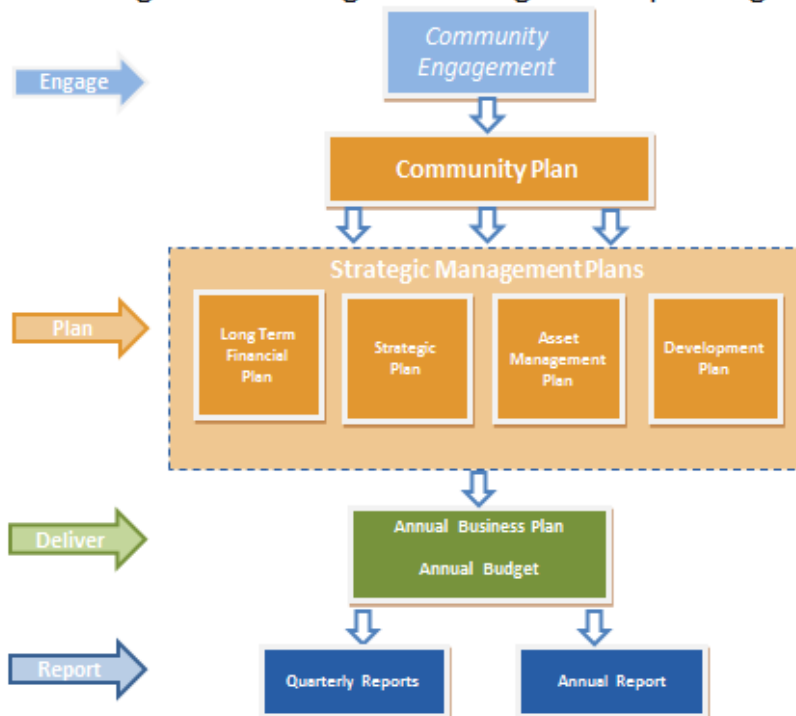 Community
Engagement
Engage
Community Plan
Strategic Management Plans
Plan
Long Term
Financial
Plan
Strategic
Plan
Asset
Management
Plan
Development
Plan
Annual Business Plan
Annual Budget
Deliver
Report
Quarterly Reports
Annual Report